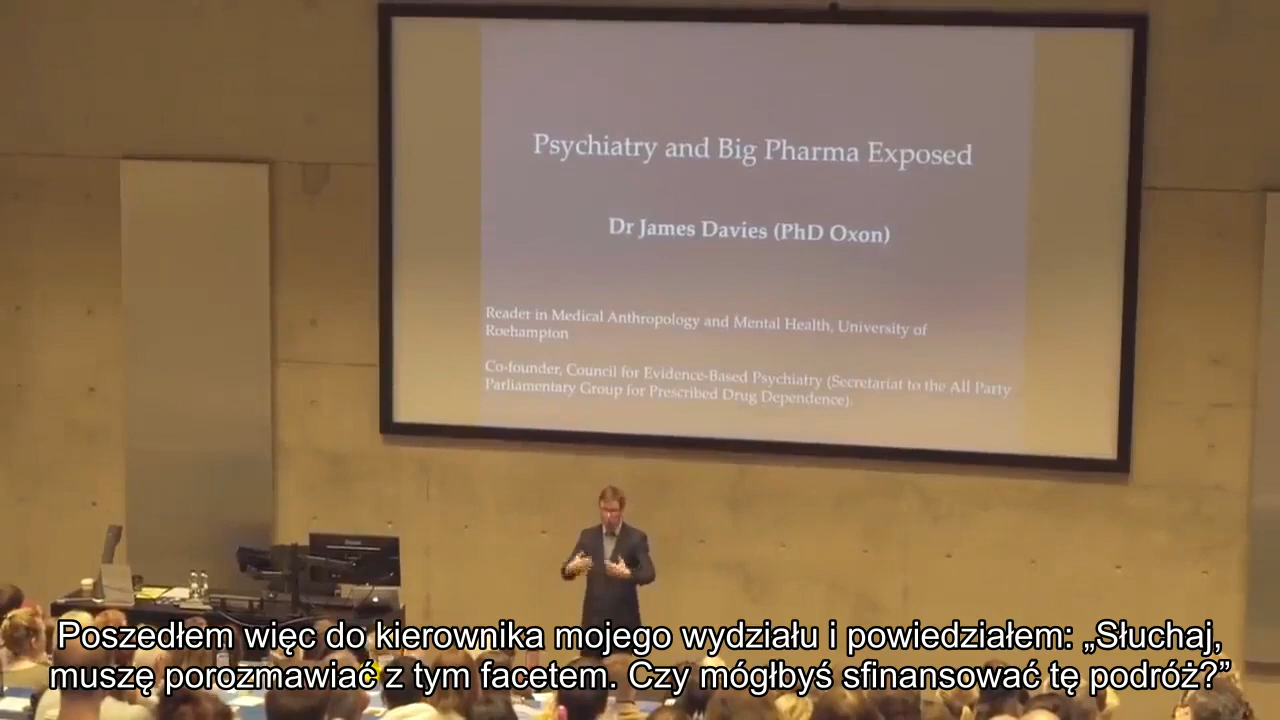 Psychiatry and Big Pharma Exposed
Dr James Davies (PhD Oxon)
Reader in Medical Anthropology and Mental Health, University of
Roehampton
Co-founder, Council for Evidence-Based Psychiatry (Secretariat to the All Party
Parliamentary Group for Prescribed Drug Dependence).
Poszedłem więc do kierownika mojego wydziału i powiedziałem: „Słuchaj,
muszę porozmawiać z tym facetem. Czy mógłbyś sfinansować tę podróż?”